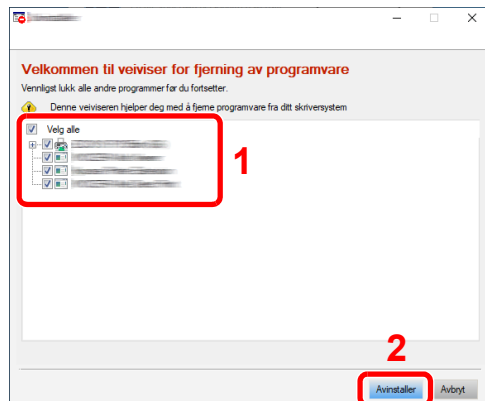 Velkommen til veiviser for fjerning av programvare
Vennligst lukk alle andre programmer før du fortsetter.
Denne veiviseren hjelper deg med å fjerne programvare fra ditt skriversystem
Velg alle
1
2
Avinstaller
Avbryt